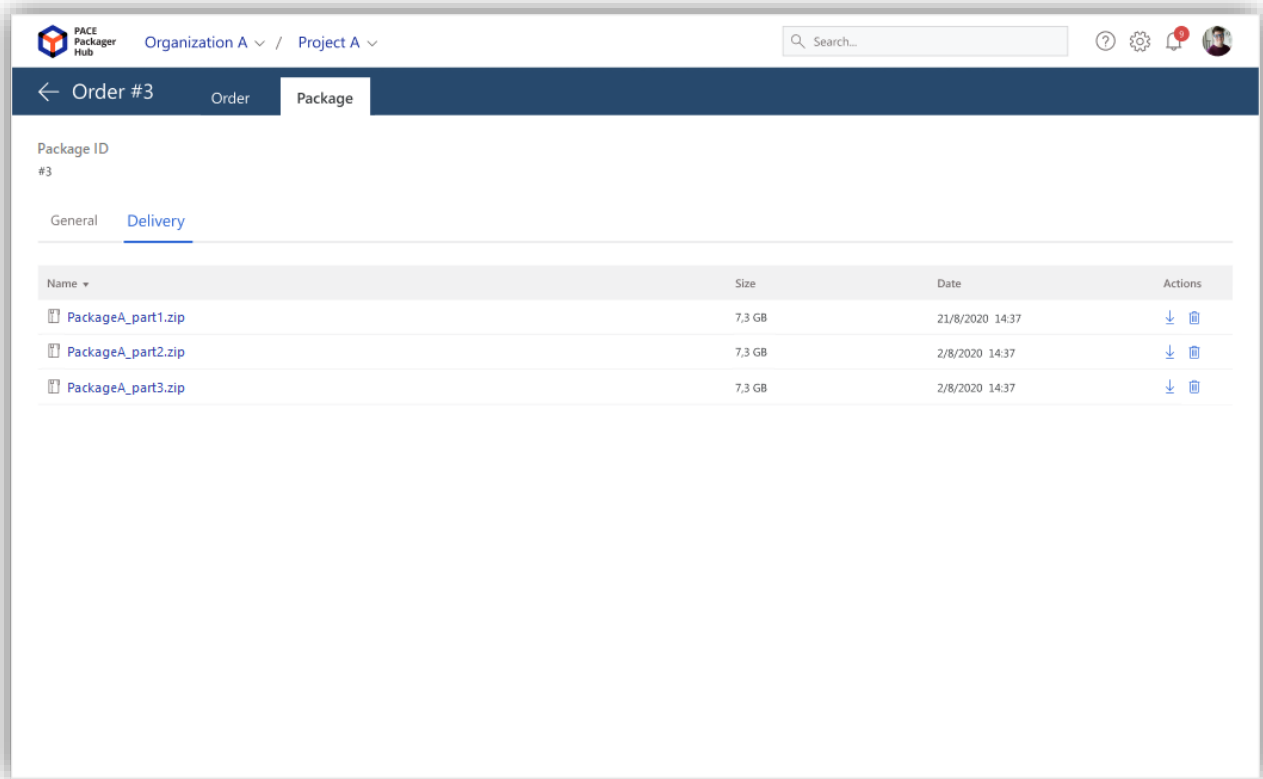 PACE
Packager
Hub
Organization A / Project A
Search...
9
Order #3 Order Package
Package ID
#3
General Delivery
Name Size Date Actions
PackageA_part1.zip 7,3 GB 21/8/2020 14:37
PackageA_part2.zip 7,3 GB 2/8/2020 14:37
PackageA_part3.zip 7,3 GB 2/8/2020 14:37